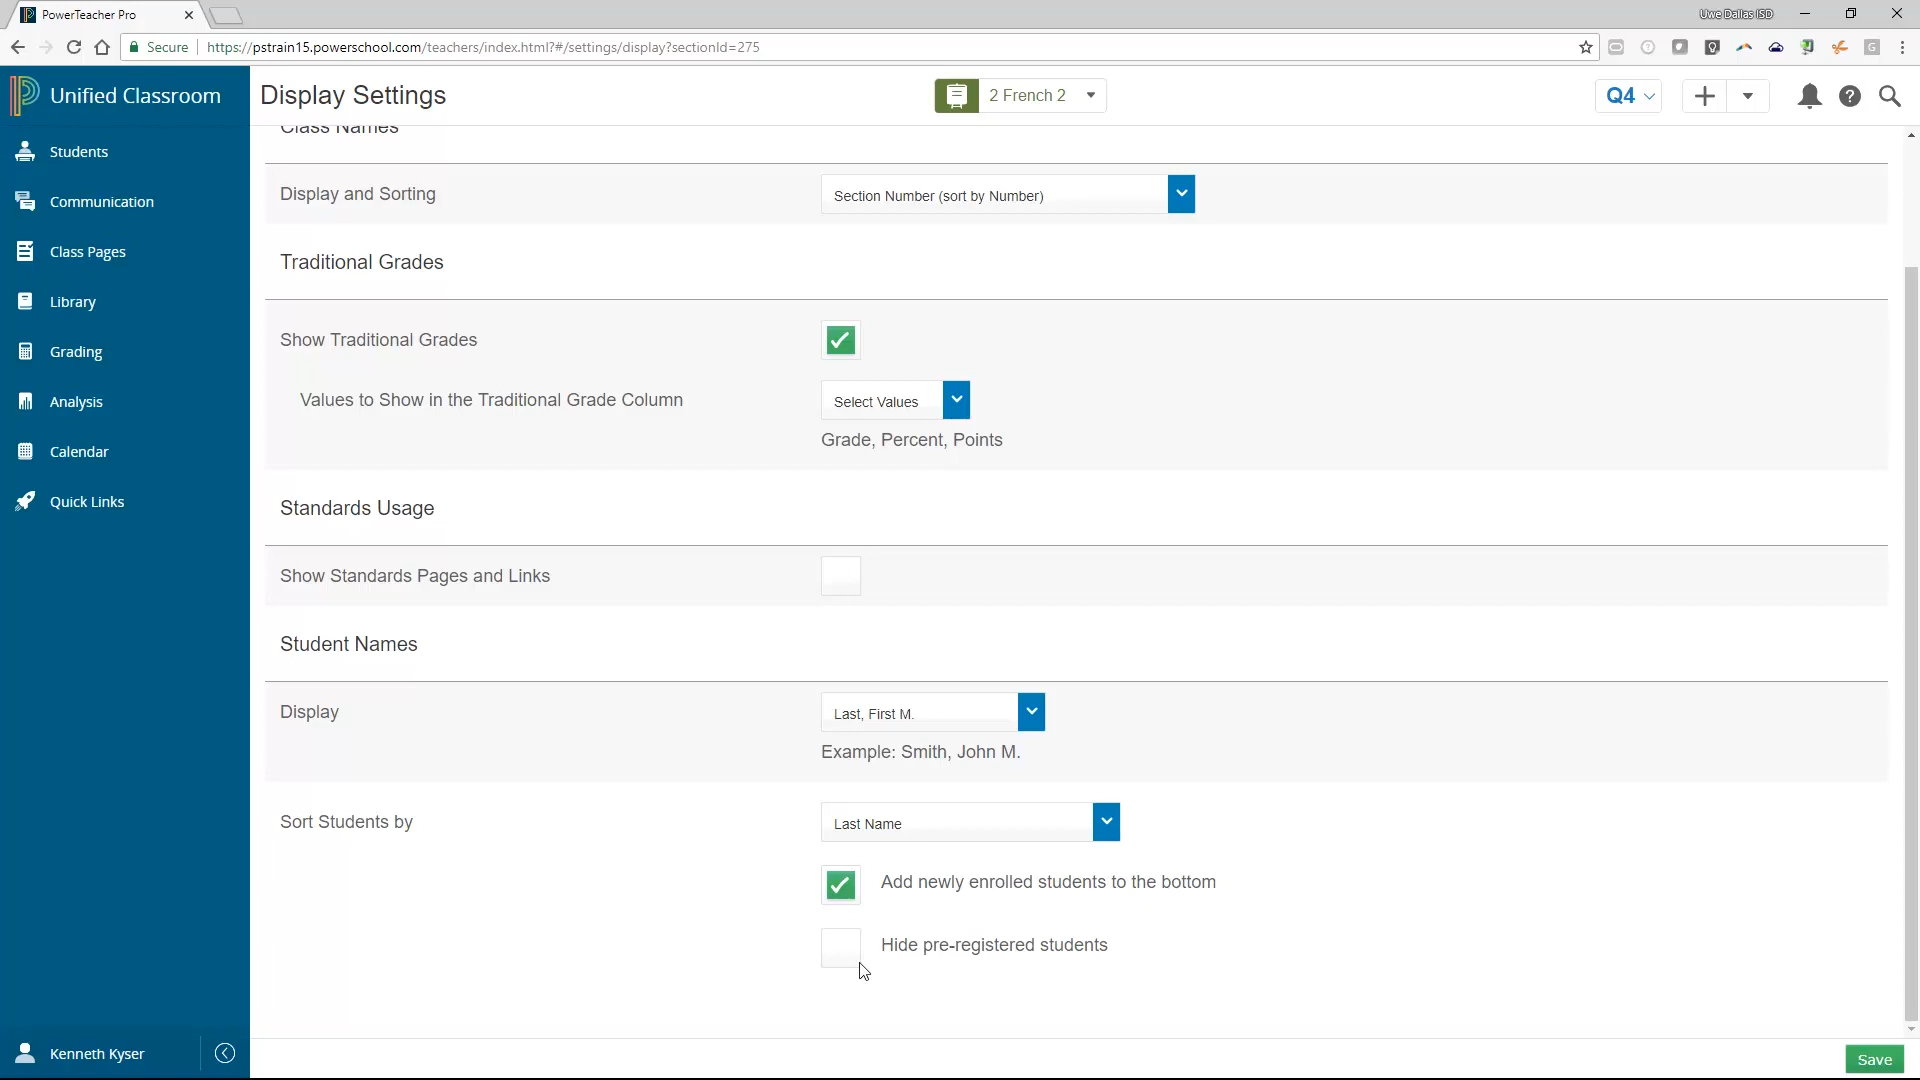 PowerTeacher Pro
Uwe Dallas ISD
Secure
https://pstrain15.powerschool.com/teachers/index.html?#/settings/display?sectionId=275
Unified Classroom
Display Settings
2 French 2
Q4
Students
Communication
Class Pages
Library
Grading
Analysis
Calendar
Quick Links
Class Names
Display and Sorting
Section Number (sort by Number)
Traditional Grades
Show Traditional Grades
Values to Show in the Traditional Grade Column
Select Values
Grade, Percent, Points
Standards Usage
Show Standards Pages and Links
Student Names
Display
Last, First M.
Example: Smith, John M.
Sort Students by
Last Name
Add newly enrolled students to the bottom
Hide pre-registered students
Kenneth Kyser
Save